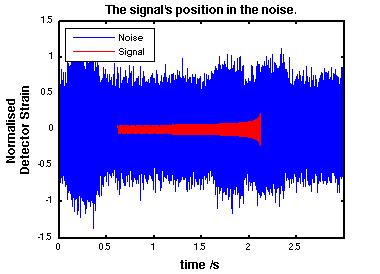 The signal's position in the noise.
1.5
Noise
Signal
1
0.5
0
-0.5
-1
-1.5
Normalised
Detector Strain
0 0.5 1 1.5 2 2.5
time /s